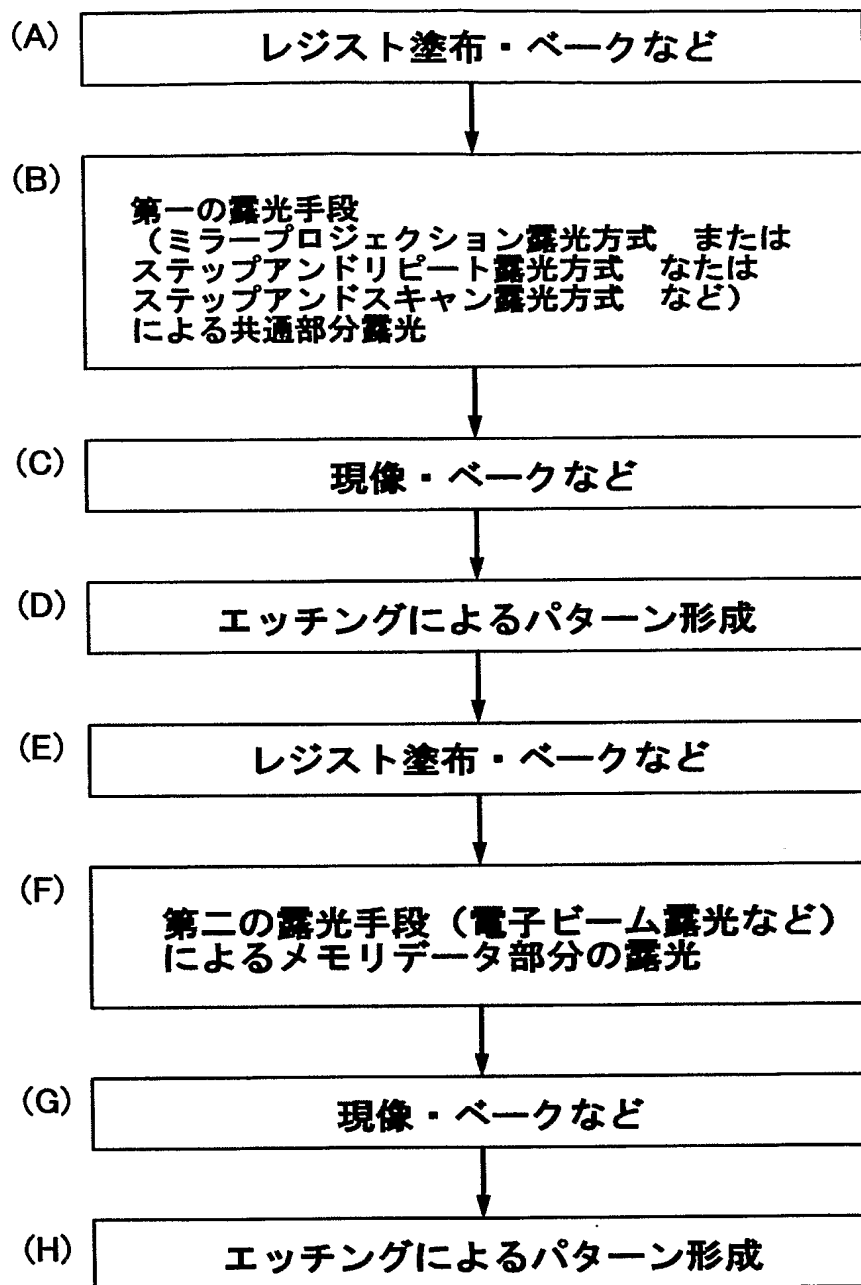 (A)
レジスト塗布・ベークなど
(B)
第一の露光手段
（ミラープロジェクション露光方式　または
ステップアンドリピート露光方式　なたは
ステップアンドスキャン露光方式　など）
による共通部分露光
(C)
現像・ベークなど
(D)
エッチングによるパターン形成
(E)
レジスト塗布・ベークなど
(F)
第二の露光手段（電子ビーム露光など）
によるメモリデータ部分の露光
(G)
現像・ベークなど
(H)
エッチングによるパターン形成